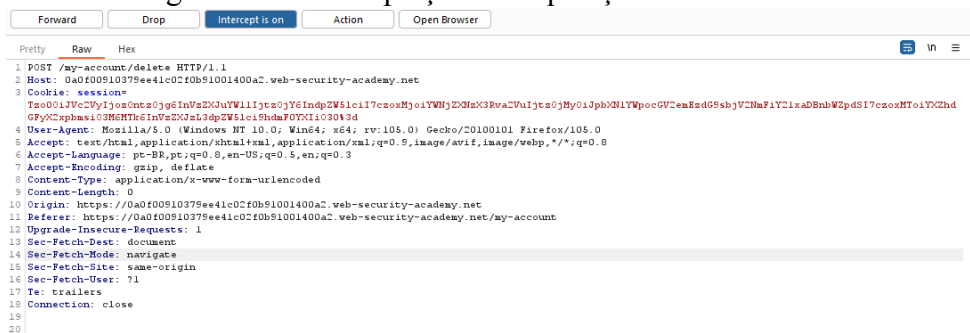 Forward Drop Intercept is on Action Open Browser
Pretty Raw Hex \n
1 POST /my-account/delete HTTP/1.1
2 Host: 0a0f00910379ee41c02f0b91001400a2.web-security-academy.net
3 Cookie: session=
Tzo0OiJVc2VyIjozOntzOjg6InVzZXJuYW1lIjtzOjY6IndpZW5lciI7czoxMjoiYWNjZXNzX3Rva2VuIjtzOjMyOiJpbXN1YWpocGV2emEzdG9sbjV2NmFiY21xaDBnbWZpdSI7czoxMToiYXZhd
GFyX2xpbmsiO3M6MTk6InVzZXJzL3dpZW5lci9hdmF0YXIiO30%3d
4 User-Agent: Mozilla/5.0 (Windows NT 10.0; Win64; x64; rv:105.0) Gecko/20100101 Firefox/105.0
5 Accept: text/html,application/xhtml+xml,application/xml;q=0.9,image/avif,image/webp,*/*;q=0.8
6 Accept-Language: pt-BR,pt;q=0.8,en-US;q=0.5,en;q=0.3
7 Accept-Encoding: gzip, deflate
8 Content-Type: application/x-www-form-urlencoded
9 Content-Length: 0
10 Origin: https://0a0f00910379ee41c02f0b91001400a2.web-security-academy.net
11 Referer: https://0a0f00910379ee41c02f0b91001400a2.web-security-academy.net/my-account
12 Upgrade-Insecure-Requests: 1
13 Sec-Fetch-Dest: document
14 Sec-Fetch-Mode: navigate
15 Sec-Fetch-Site: same-origin
16 Sec-Fetch-User: ?1
17 Te: trailers
18 Connection: close
19
20